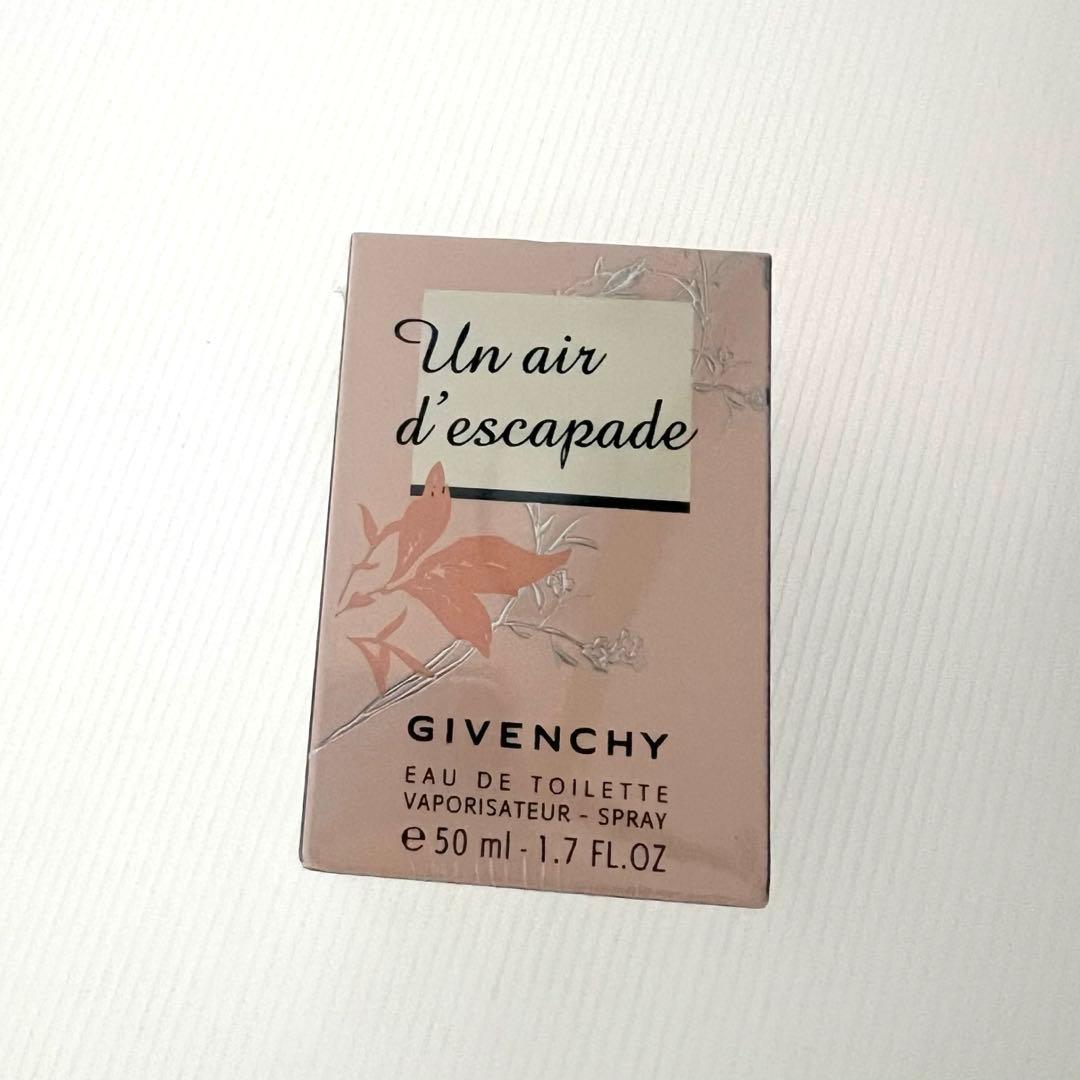 Un air
d'escapade
GIVENCHY
EAU DE TOILETTE
VAPORISATEUR - SPRAY
℮ 50 ml - 1.7 FL.OZ